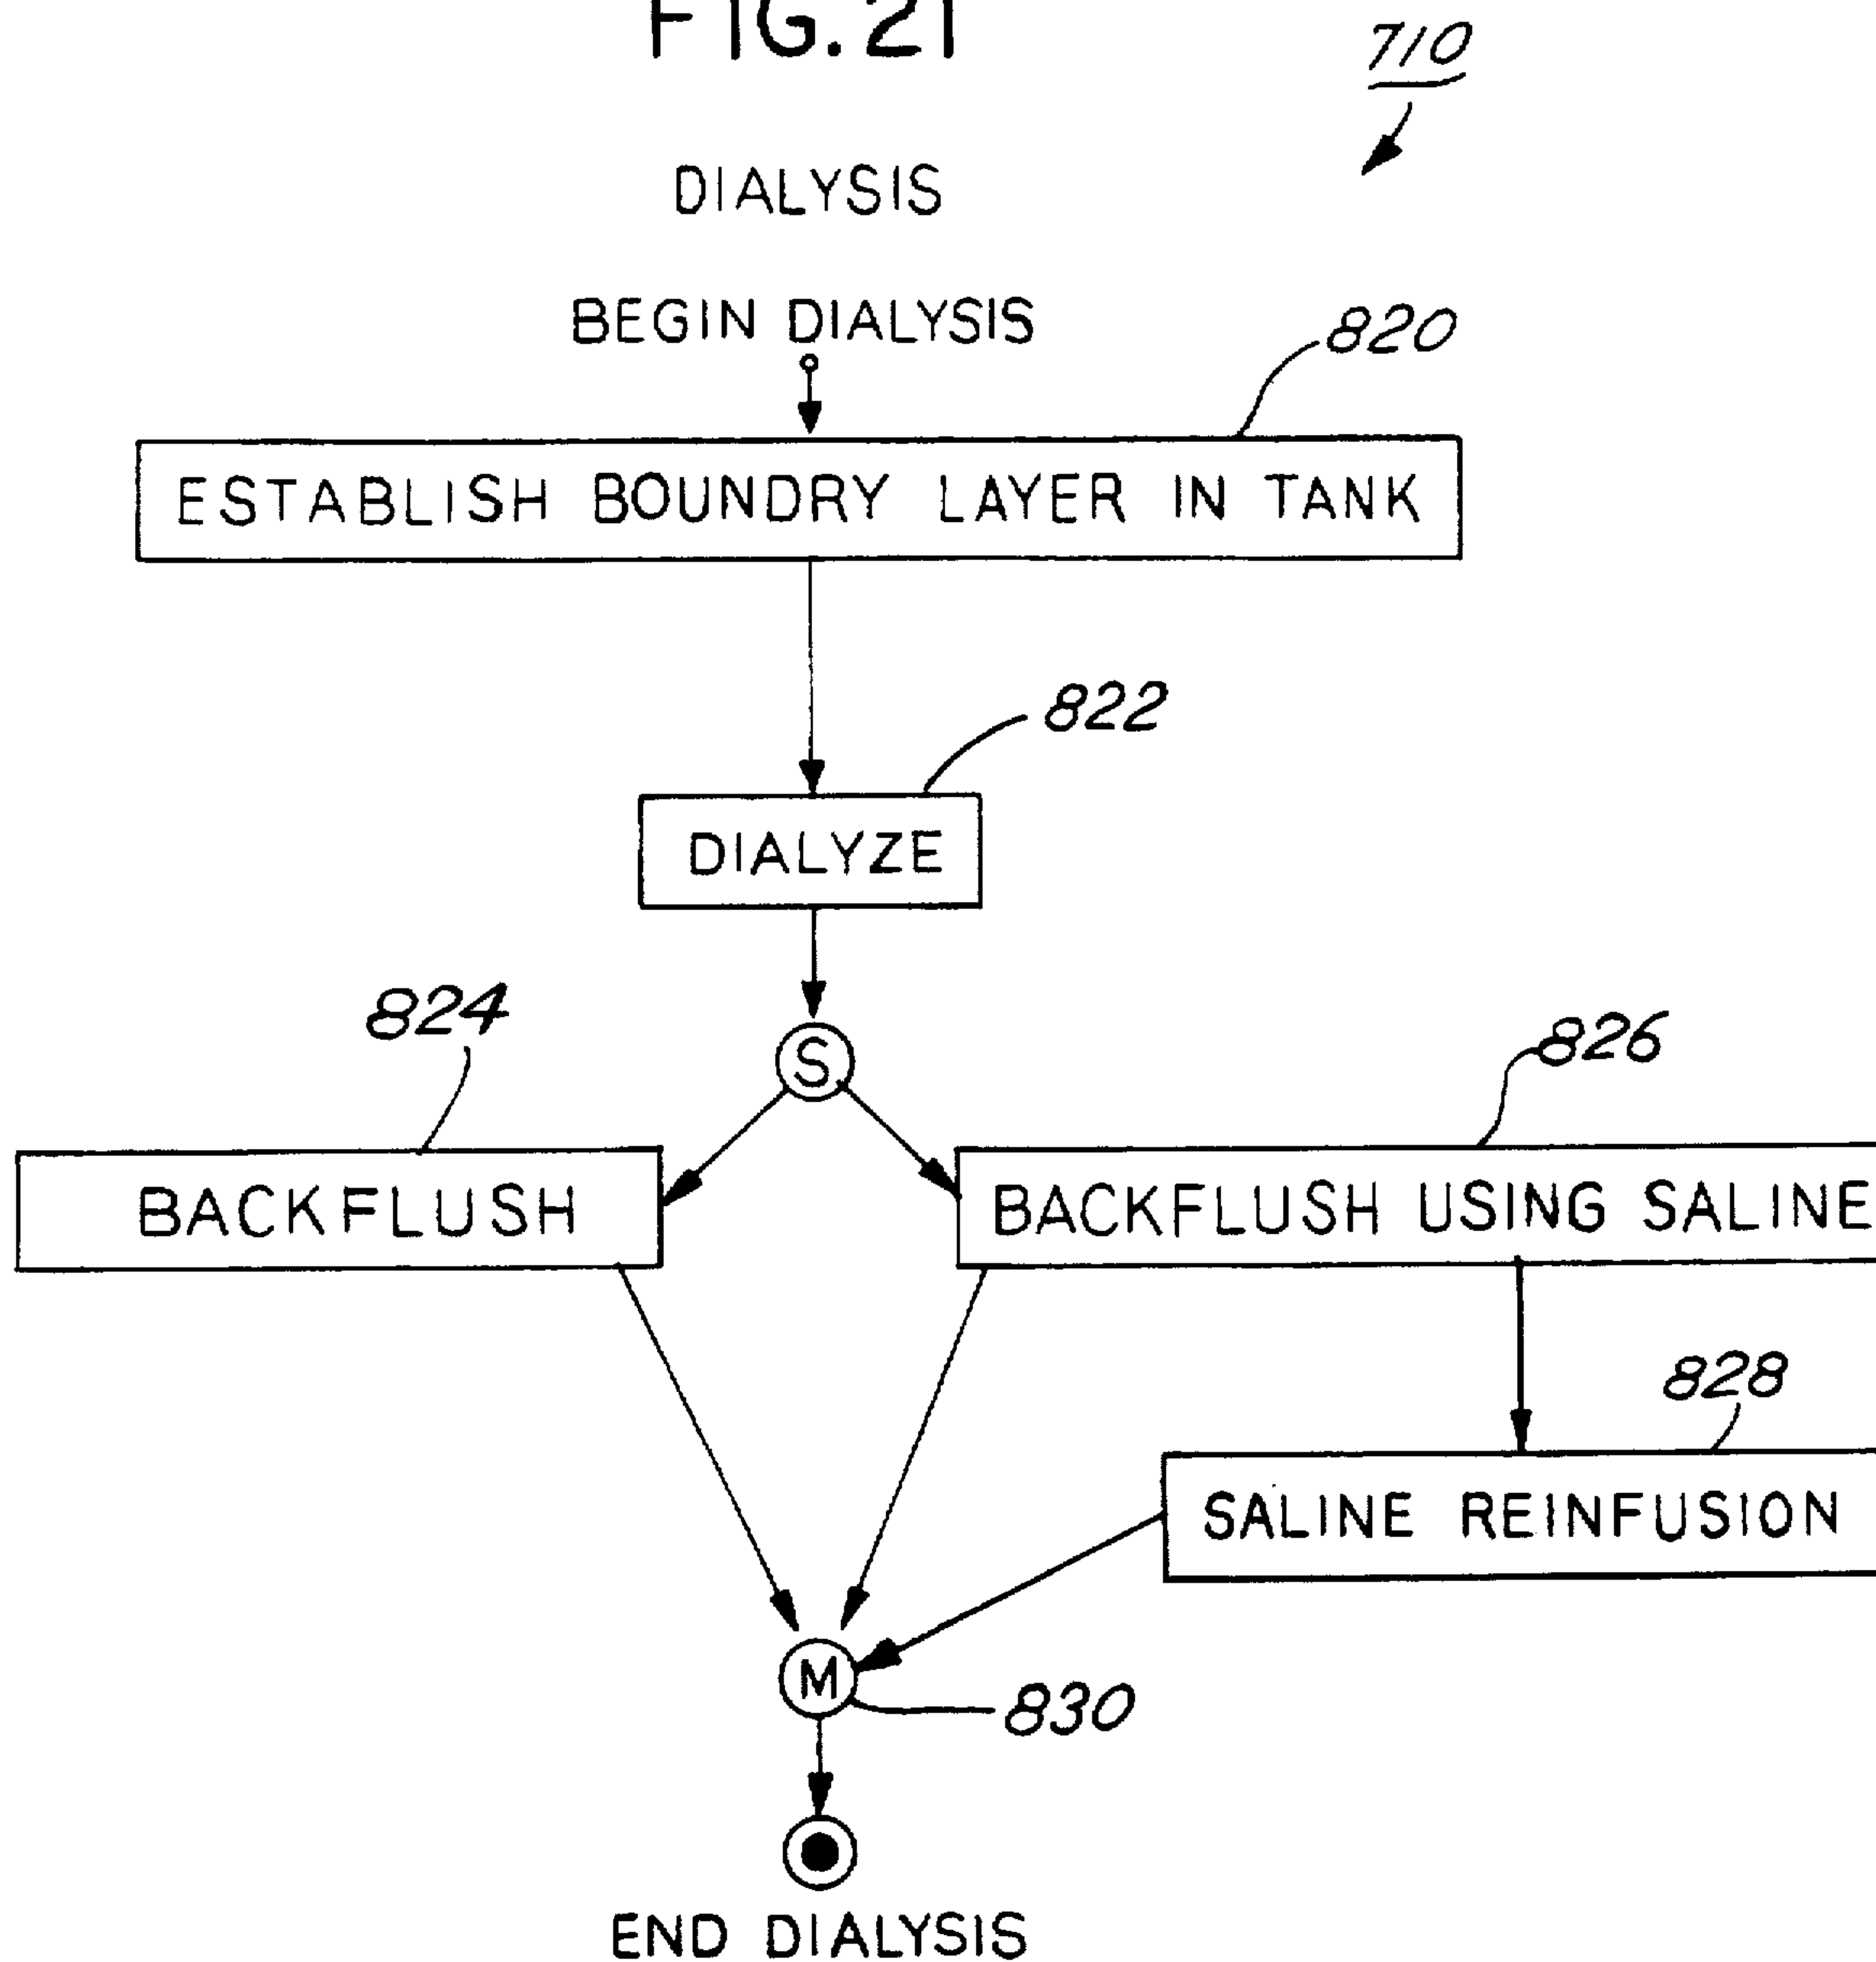 FIG.21
710
DIALYSIS
BEGIN DIALYSIS
820
ESTABLISH BOUNDRY LAYER IN TANK
822
DIALYZE
824
S
826
BACKFLUSH
BACKFLUSH USING SALINE
828
SALINE REINFUSION
M
830
END DIALYSIS